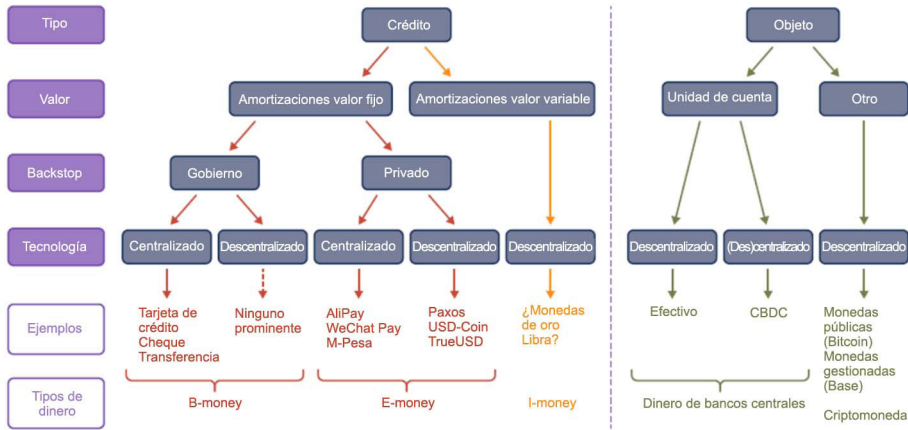 Tipo
Crédito
Objeto
Valor
Amortizaciones valor fijo
Amortizaciones valor variable
Unidad de cuenta
Otro
Backstop
Gobierno
Privado
Tecnología
Centralizado
Descentralizado
Centralizado
Descentralizado
Descentralizado
Descentralizado
(Des)centralizado
Descentralizado
Ejemplos
Tarjeta de
crédito
Cheque
Transferencia
Ninguno
prominente
AliPay
WeChat Pay
M-Pesa
Paxos
USD-Coin
TrueUSD
¿Monedas
de oro
Libra?
Efectivo
CBDC
Monedas
públicas
(Bitcoin)
Monedas
gestionadas
(Base)
Tipos de
dinero
B-money
E-money
I-money
Dinero de bancos centrales
Criptomoneda